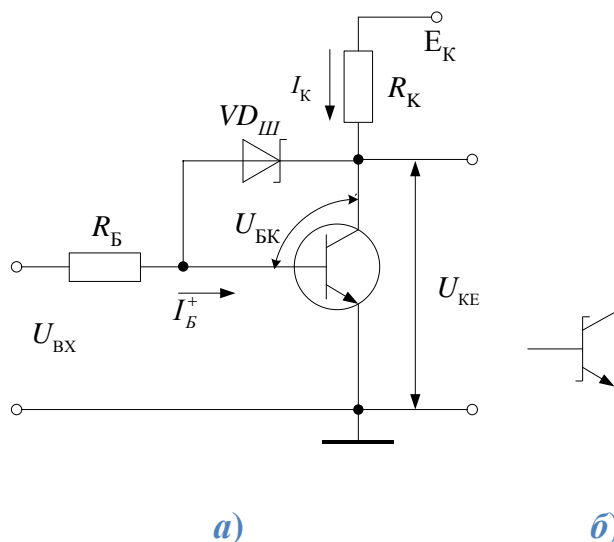 E_К
I_К
R_К
VD_Ш
R_Б
U_БК
I_Б^+
U_КЕ
U_ВХ
а)
б)